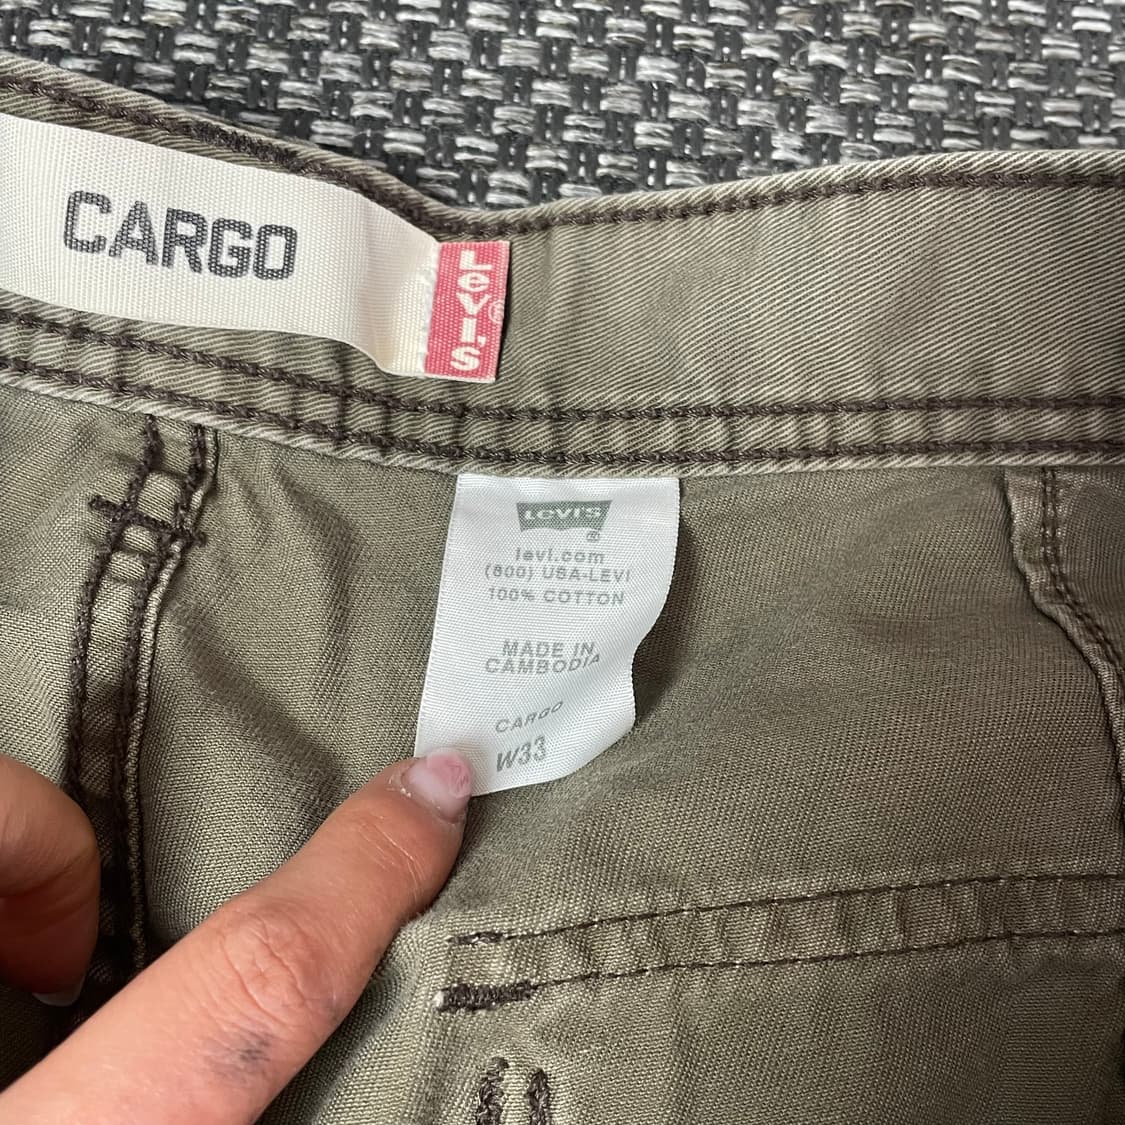 CARGO
Levi's
®
LEVI'S
®
levi.com
(800) USA-LEVI
100% COTTON
MADE IN
CAMBODIA
CARGO
W33